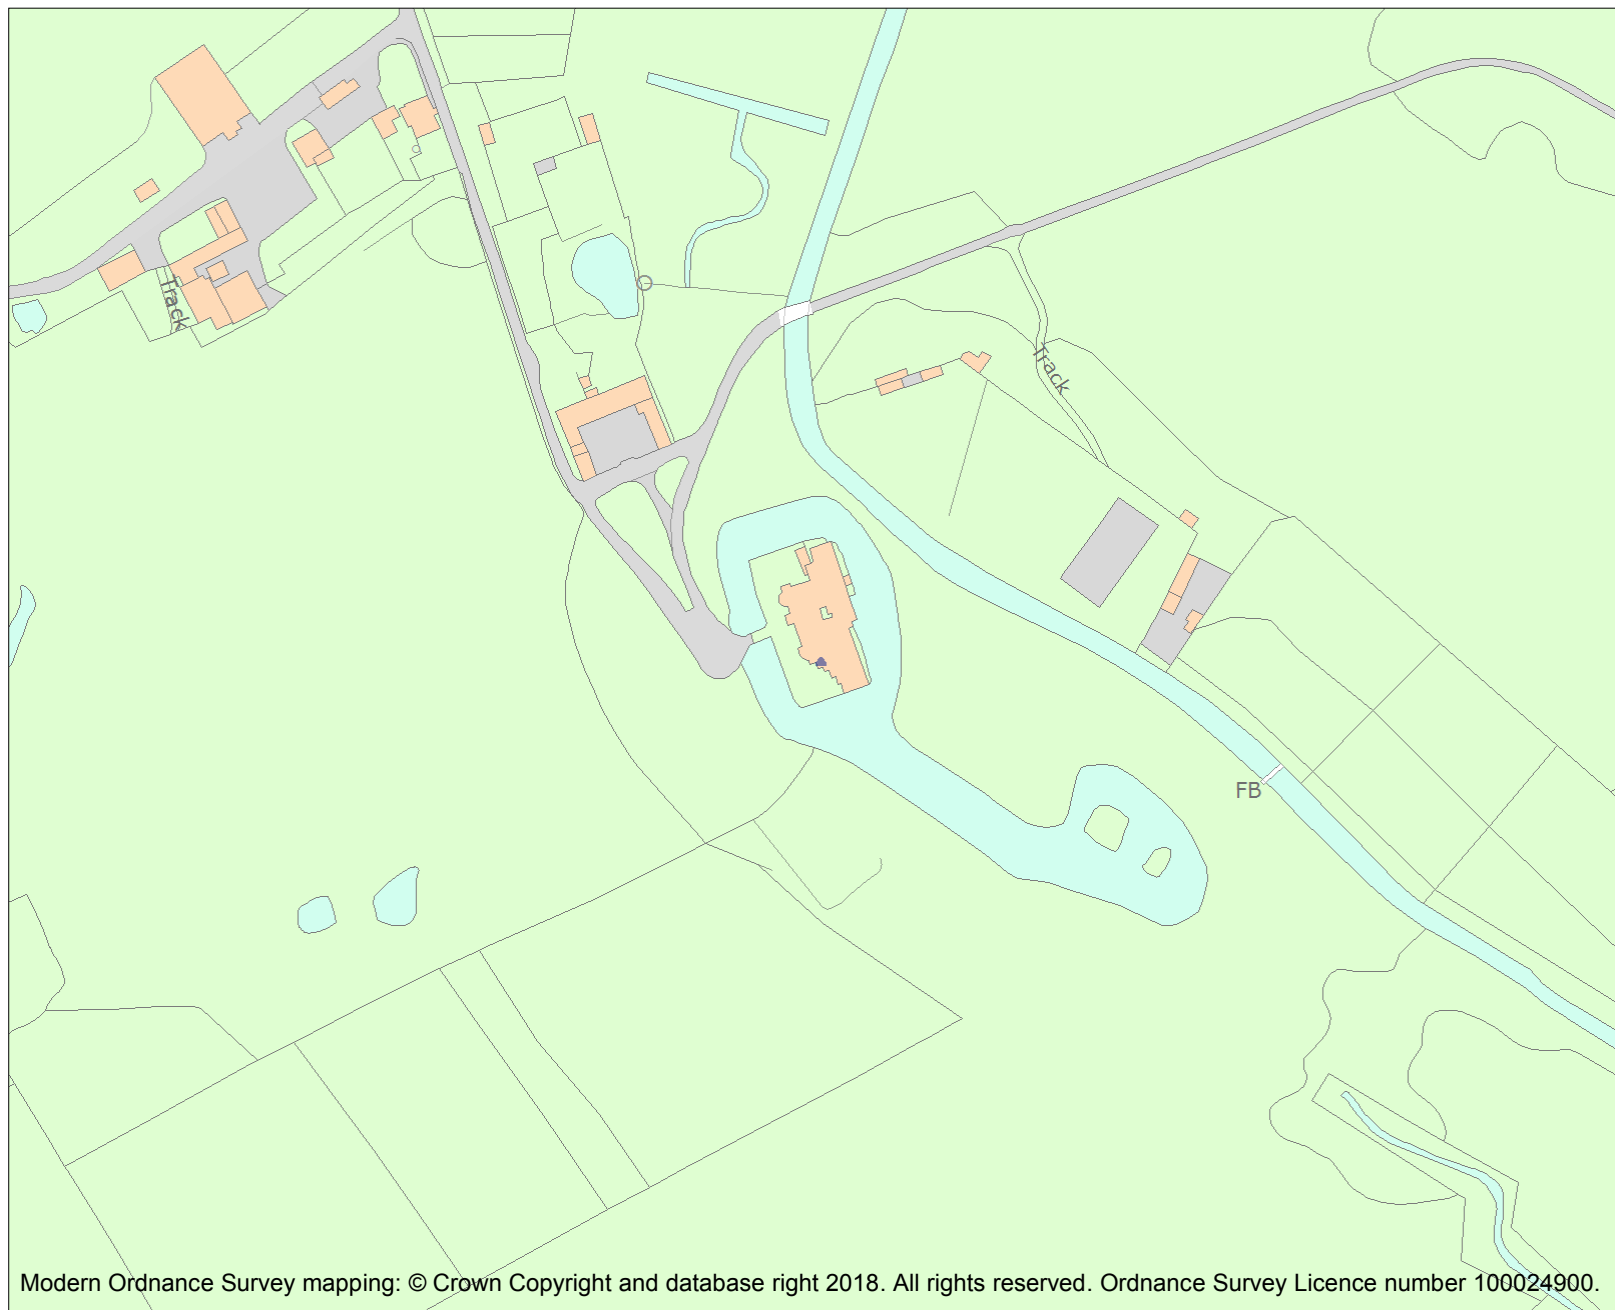 Track
Track
FB
Modern Ordnance Survey mapping: © Crown Copyright and database right 2018. All rights reserved. Ordnance Survey Licence number 100024900.